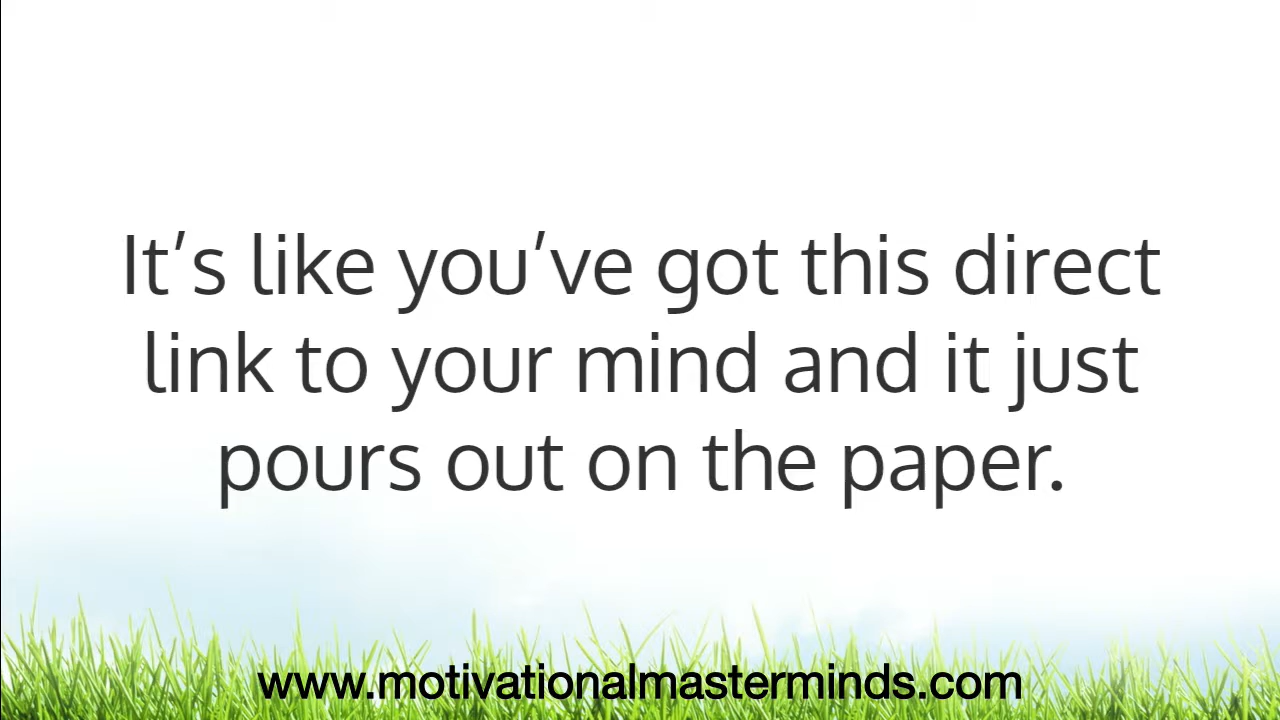 It’s like you’ve got this direct
link to your mind and it just
pours out on the paper.
www.motivationalmasterminds.com